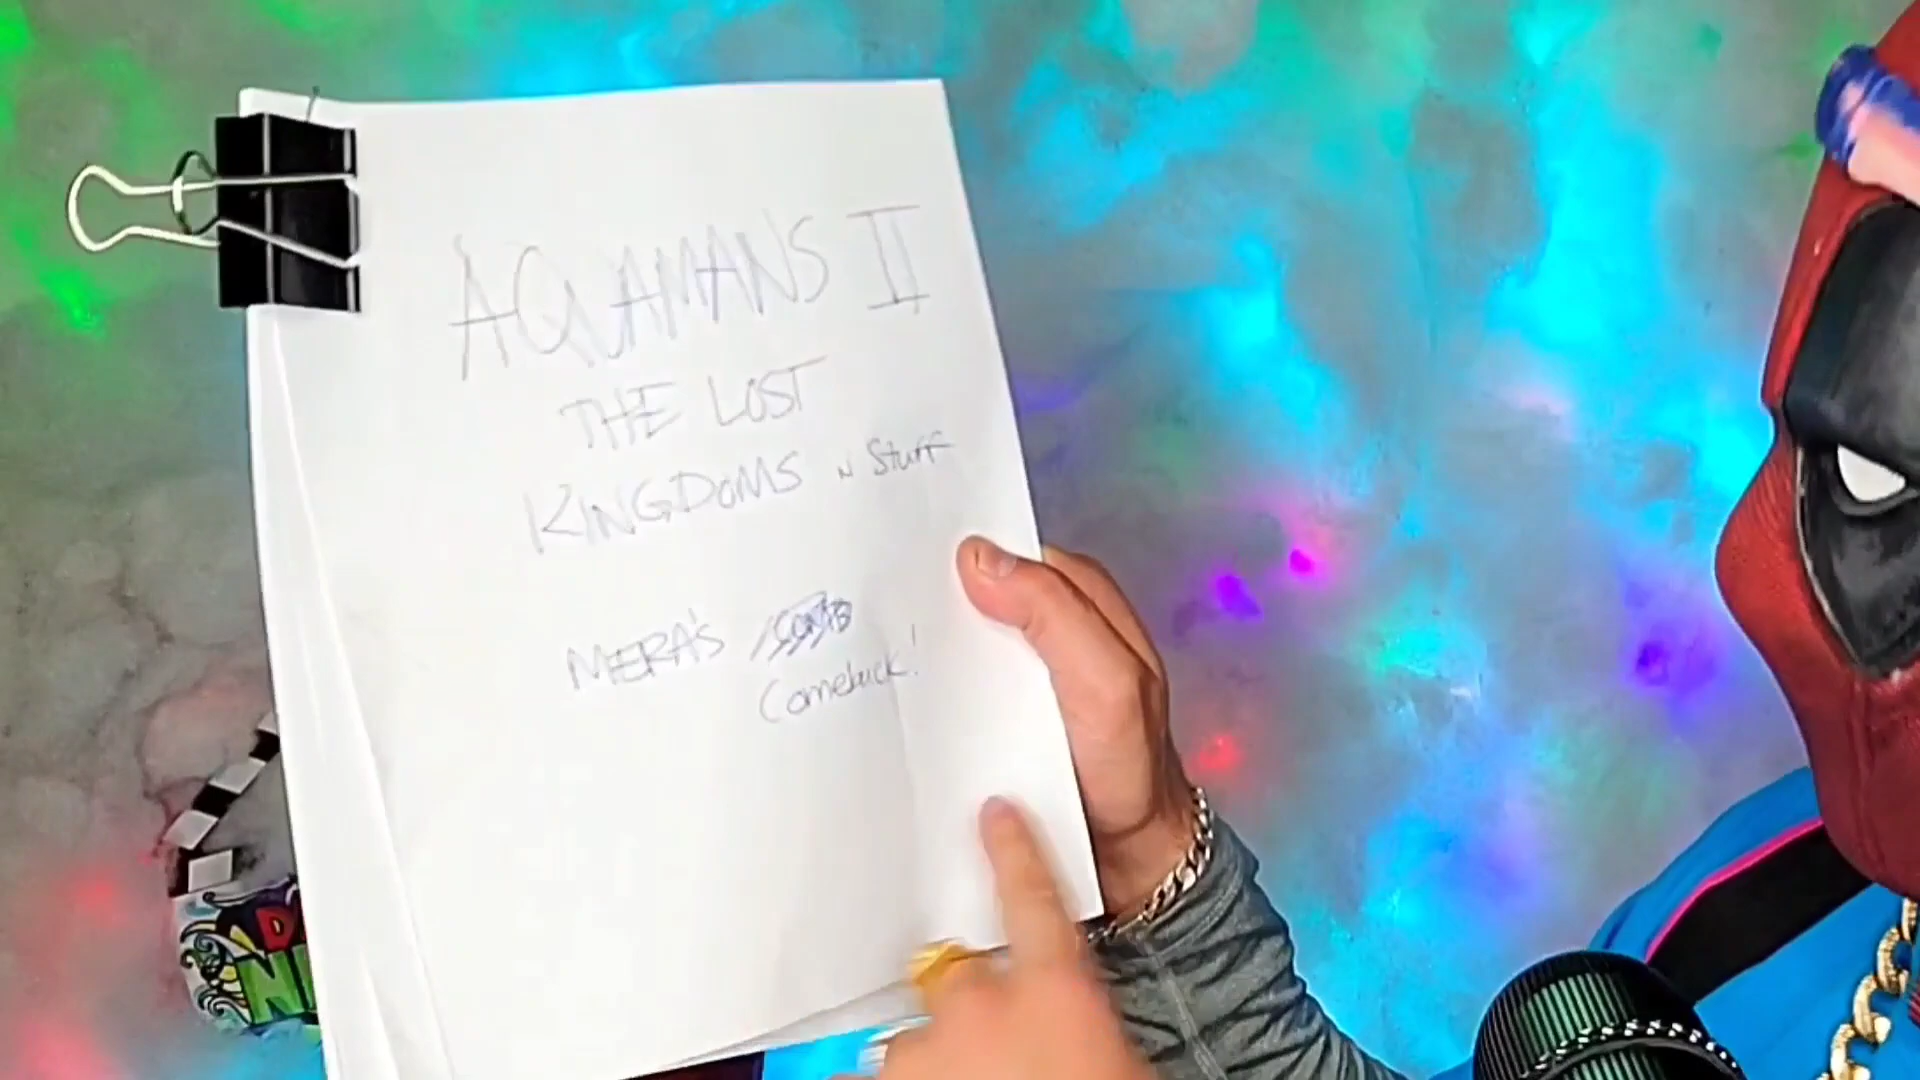 AQUAMANS II
THE LOST
KINGDOMS N Stuff
MERA'S
Comeback!